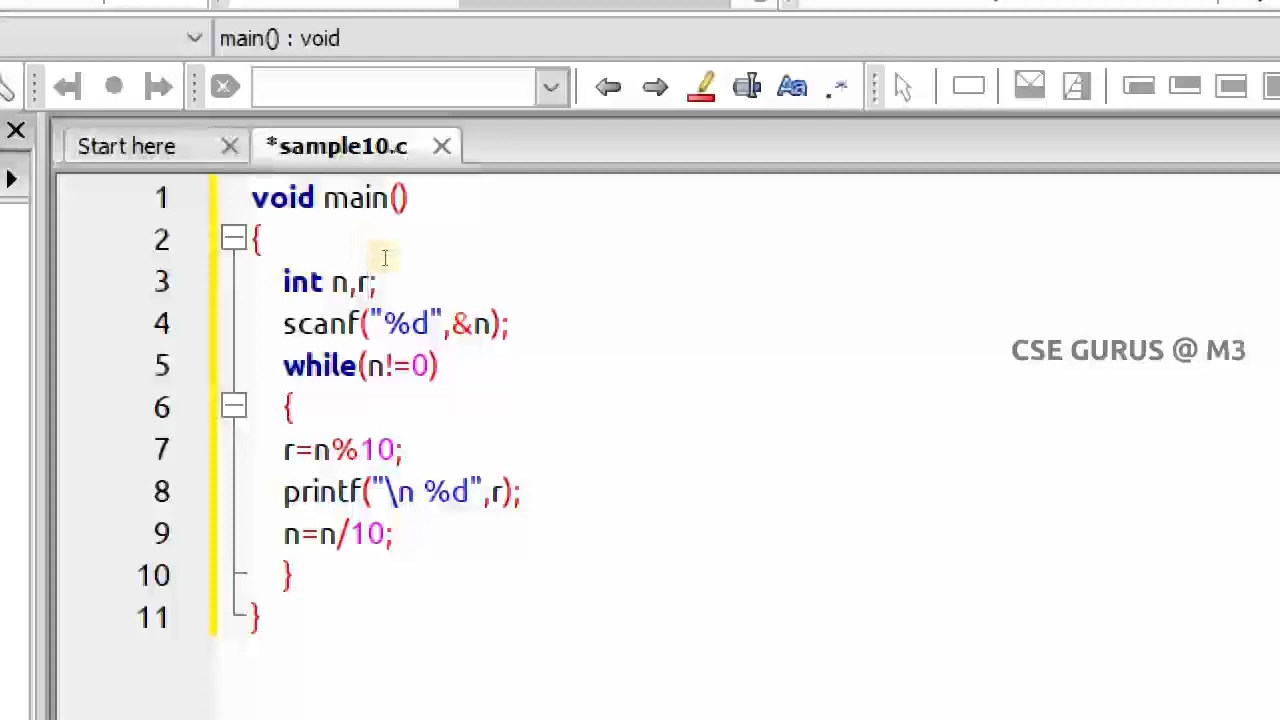 main() : void
Start here
*sample10.c
1 void main()
2 {
3 int n,r;
4 scanf("%d",&n);
5 while(n!=0)
6 {
7 r=n%10;
8 printf("\n %d",r);
9 n=n/10;
10 }
11 }
CSE GURUS @ M3